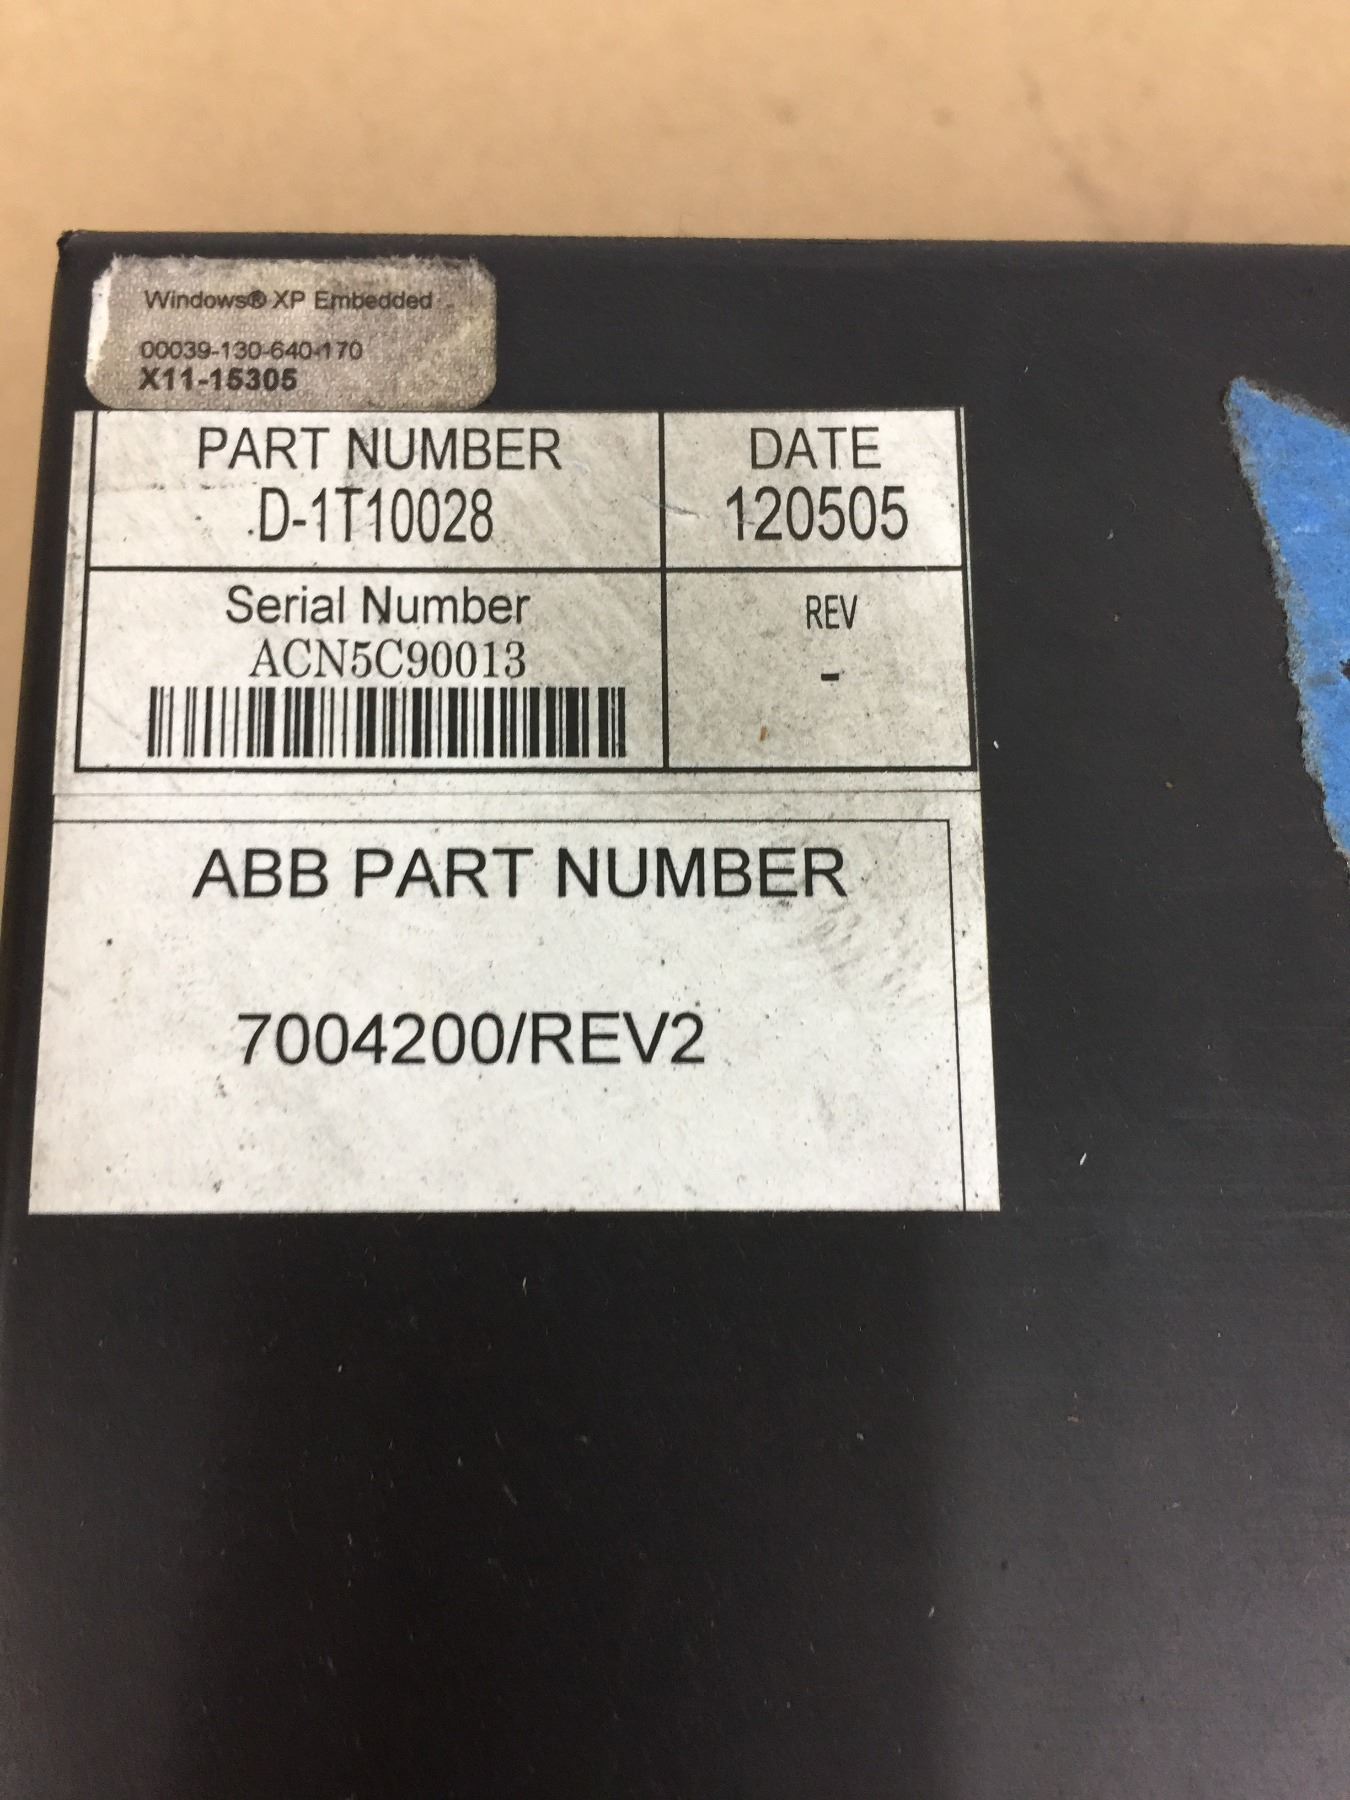 Windows® XP Embedded
00039-130-640-170
X11-15305
PART NUMBER
D-1T10028
DATE
120505
Serial Number
ACN5C90013
REV
-
ABB PART NUMBER
7004200/REV2